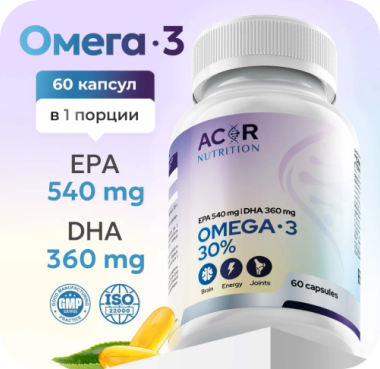 Омега·3
60 капсул
в 1 порции
EPA
540 mg
DHA
360 mg
GMP
ISO
22000
ACOR
NUTRITION
EPA 540 mg | DHA 360 mg
OMEGA·3
30%
Brain
Energy
Joints
60 capsules